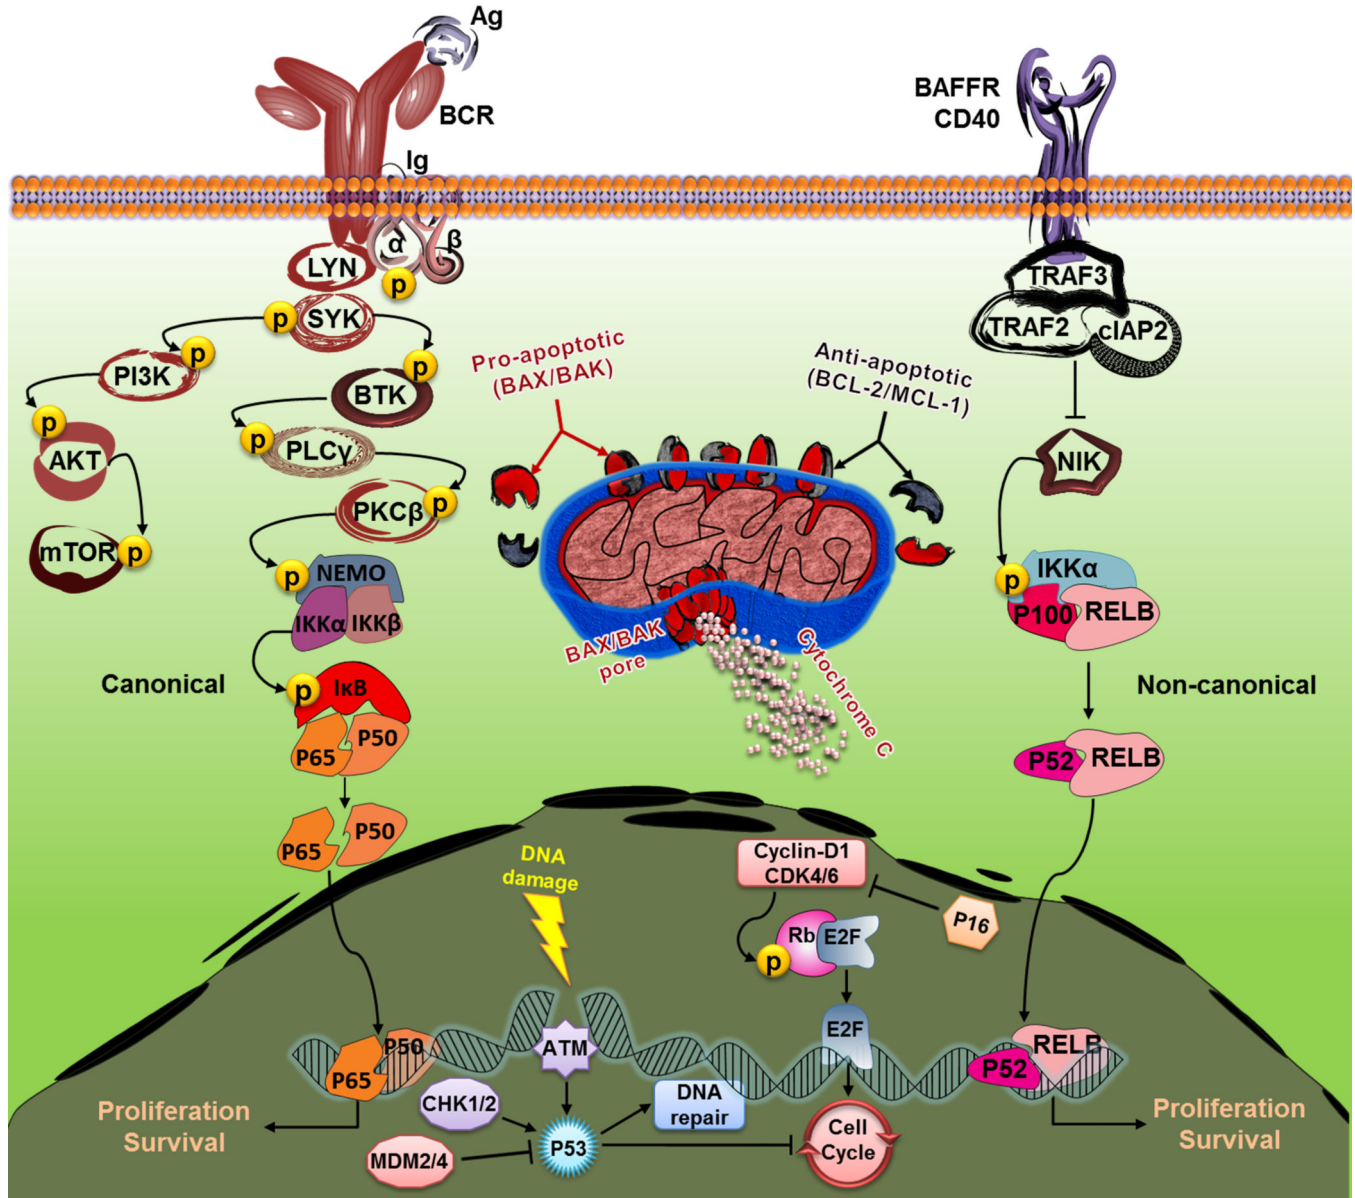 Ag
BCR
Ig
α
β
LYN
p
p
SYK
p
PI3K
p
BTK
p
AKT
p
PLCγ
mTOR
p
PKCβ
p
p
NEMO
IKKα
IKKβ
Canonical
p
IκB
P65
P50
P65
P50
Pro-apoptotic
(BAX/BAK)
Anti-apoptotic
(BCL-2/MCL-1)
BAX/BAK
pore
Cytochrome C
BAFFR
CD40
TRAF3
TRAF2
cIAP2
NIK
p
IKKα
P100
RELB
Non-canonical
P52
RELB
DNA
damage
Cyclin-D1
CDK4/6
P16
Rb
E2F
p
P50
P65
ATM
E2F
RELB
P52
CHK1/2
DNA
repair
MDM2/4
P53
Cell
Cycle
Proliferation
Survival
Proliferation
Survival